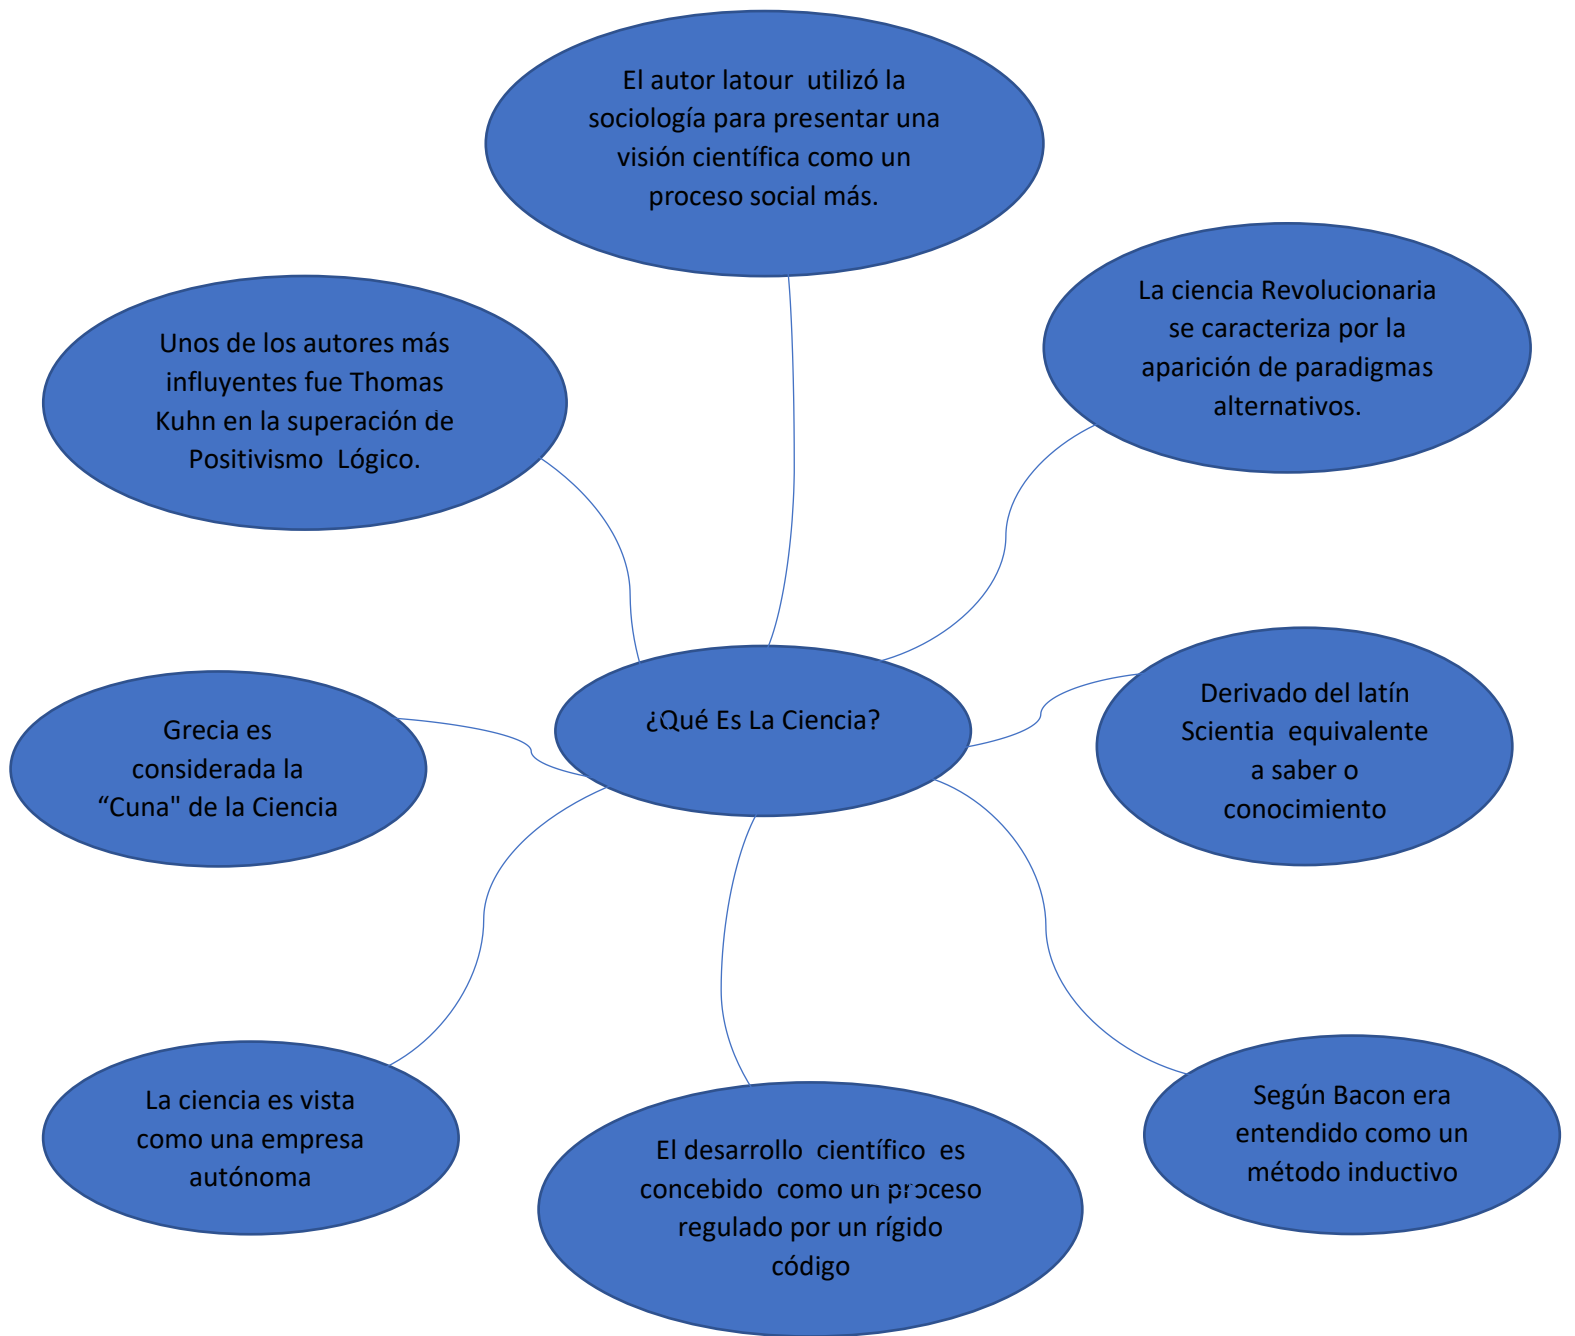 El autor latour  utilizó la
sociología para presentar una
visión científica como un
proceso social más.
La ciencia Revolucionaria
se caracteriza por la
aparición de paradigmas
alternativos.
Unos de los autores más
influyentes fue Thomas
Kuhn en la superación de
Positivismo  Lógico.
¿Qué Es La Ciencia?
Derivado del latín
Scientia  equivalente
a saber o
conocimiento
Grecia es
considerada la
“Cuna" de la Ciencia
La ciencia es vista
como una empresa
autónoma
El desarrollo  científico  es
concebido  como un proceso
regulado por un rígido
código
Según Bacon era
entendido como un
método inductivo